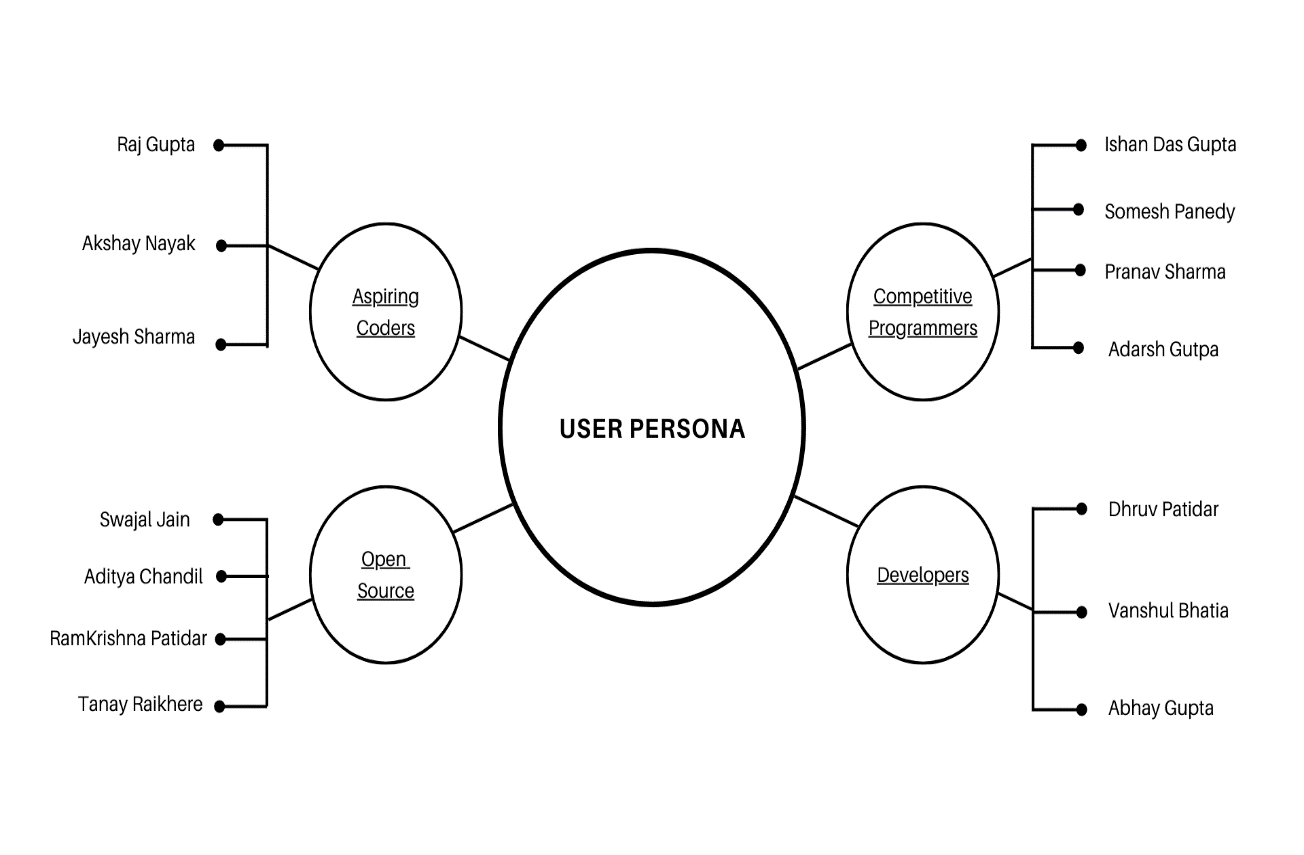 Raj Gupta
Akshay Nayak
Jayesh Sharma
Aspiring
Coders
Swajal Jain
Aditya Chandil
RamKrishna Patidar
Tanay Raikhere
Open
Source
USER PERSONA
Competitive
Programmers
Ishan Das Gupta
Somesh Panedy
Pranav Sharma
Adarsh Gutpa
Developers
Dhruv Patidar
Vanshul Bhatia
Abhay Gupta